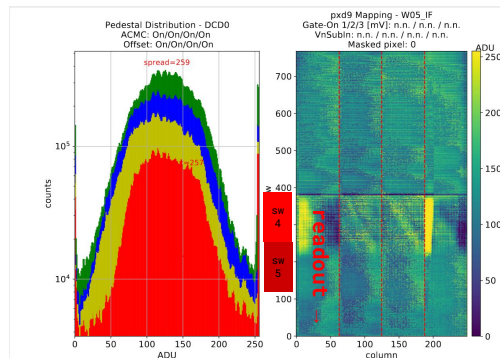 Pedestal Distribution - DCD0
ACMC: On/On/On/On
Offset: On/On/On/On
spread=259
=257
10⁵
10⁴
counts
0 50 100 150 200 250
ADU
pxd9 Mapping - W05_IF
Gate-On 1/2/3 [mV]: n.n. / n.n. / n.n.
VnSubIn: n.n. / n.n. / n.n.
Masked pixel: 0
ADU
700
600
500
400
300
200
100
0
w
sw
4
sw
5
readout →
0 50 100 150 200
column
250
200
150
100
50
0